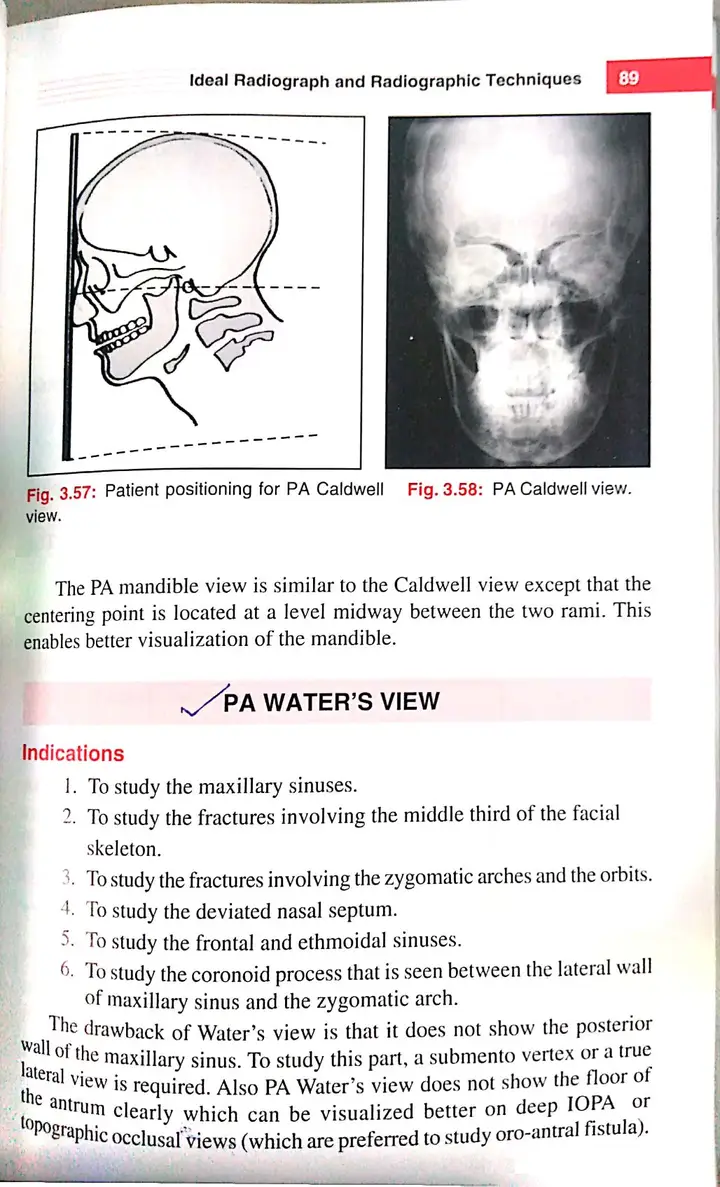 Ideal Radiograph and Radiographic Techniques 89
Fig. 3.57: Patient positioning for PA Caldwell
view.
Fig. 3.58: PA Caldwell view.
The PA mandible view is similar to the Caldwell view except that the
centering point is located at a level midway between the two rami. This
enables better visualization of the mandible.
PA WATER'S VIEW
Indications
1. To study the maxillary sinuses.
2. To study the fractures involving the middle third of the facial
skeleton.
3. To study the fractures involving the zygomatic arches and the orbits.
4. To study the deviated nasal septum.
5. To study the frontal and ethmoidal sinuses.
6. To study the coronoid process that is seen between the lateral wall
of maxillary sinus and the zygomatic arch.
The drawback of Water's view is that it does not show the posterior
wall of the maxillary sinus. To study this part, a submento vertex or a true
lateral view is required. Also PA Water's view does not show the floor of
the antrum clearly which can be visualized better on deep IOPA or
topographic occlusal views (which are preferred to study oro-antral fistula).